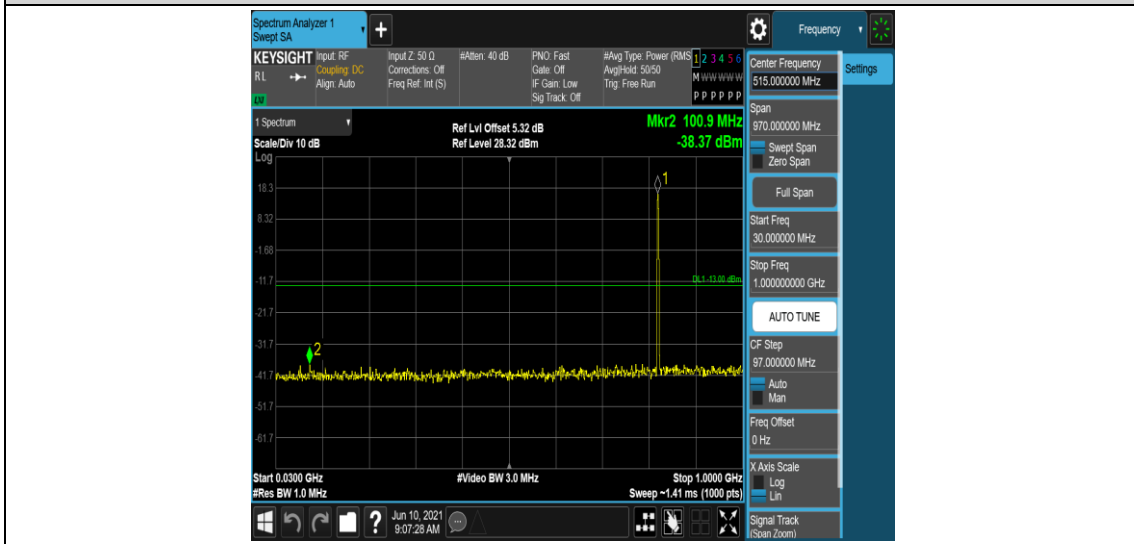 Spectrum Analyzer 1
Swept SA
+
Frequency
KEYSIGHT
RL
LXI
Input: RF
Coupling: DC
Align: Auto
Input Z: 50 Ω
Corrections: Off
Freq Ref: Int (S)
#Atten: 40 dB
PNO: Fast
Gate: Off
IF Gain: Low
Sig Track: Off
#Avg Type: Power (RMS
Avg|Hold: 50/50
Trig: Free Run
1 2 3 4 5 6
M W W W W W
P P P P P P
Center Frequency
515.000000 MHz
Settings
1 Spectrum
Scale/Div 10 dB
Log
Ref Lvl Offset 5.32 dB
Ref Level 28.32 dBm
Mkr2 100.9 MHz
-38.37 dBm
Span
970.000000 MHz
Swept Span
Zero Span
Full Span
Start Freq
30.000000 MHz
Stop Freq
1.000000000 GHz
AUTO TUNE
CF Step
97.000000 MHz
Auto
Man
Freq Offset
0 Hz
X Axis Scale
Log
Lin
Signal Track
(Span Zoom)
18.3
8.32
-1.68
-11.7
-21.7
-31.7
-41.7
-51.7
-61.7
1
DL1 -13.00 dBm
2
Start 0.0300 GHz
#Res BW 1.0 MHz
#Video BW 3.0 MHz
Stop 1.0000 GHz
Sweep ~1.41 ms (1000 pts)
?
Jun 10, 2021
9:07:28 AM